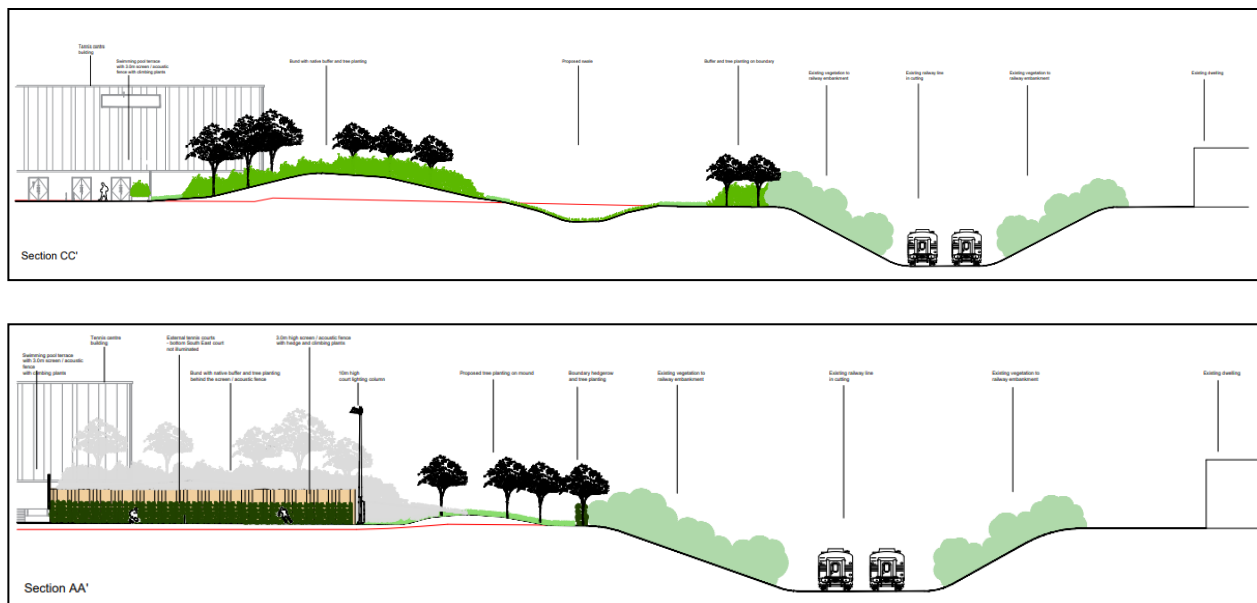 Tennis centre
building
Swimming pool terrace
with 3.0m screen / acoustic
fence with climbing plants
Bund with native buffer and tree planting
Proposed swale
Buffer and tree planting on boundary
Existing vegetation to
railway embankment
Existing railway line
in cutting
Existing vegetation to
railway embankment
Existing dwelling
Section CC'
Swimming pool terrace
with 3.0m screen / acoustic
fence
with climbing plants
Tennis centre
building
External tennis courts
- bottom South East court
not illuminated
Bund with native buffer and tree planting
behind the screen / acoustic fence
3.0m high screen / acoustic fence
with hedge and climbing plants
10m high
court lighting column
Proposed tree planting on mound
Boundary hedgerow
and tree planting
Existing vegetation to
railway embankment
Existing railway line
in cutting
Existing vegetation to
railway embankment
Existing dwelling
Section AA'